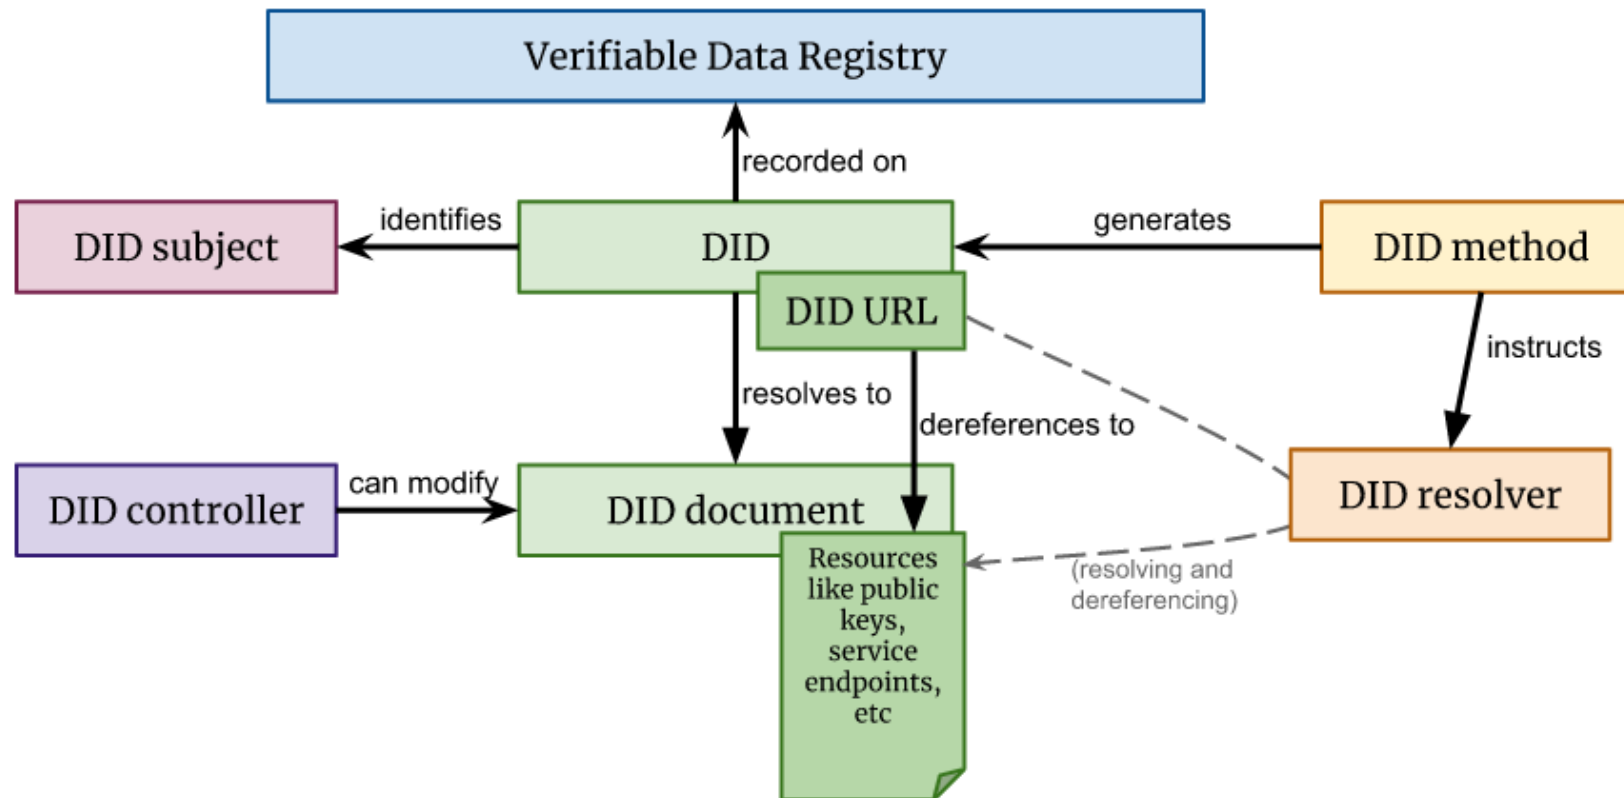 Verifiable Data Registry
recorded on
DID subject
identifies
DID
generates
DID method
DID URL
instructs
resolves to
dereferences to
DID controller
can modify
DID document
DID resolver
Resources
like public
keys,
service
endpoints,
etc
(resolving and
dereferencing)